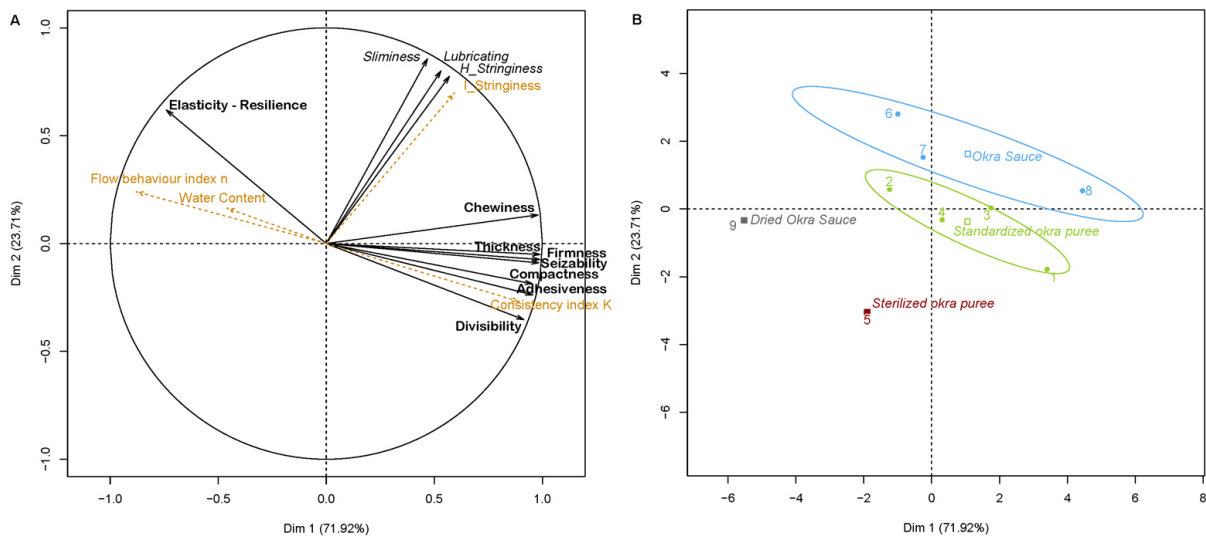 A
Sliminess
Lubricating
H_Stringiness
I_Stringiness
Elasticity - Resilience
Flow behaviour index n
Water Content
Chewiness
Thickness
Firmness
Seizability
Compactness
Adhesiveness
Consistency index K
Divisibility
1.0
0.5
0.0
−0.5
−1.0
Dim 2 (23.71%)
−1.0
−0.5
0.0
0.5
1.0
Dim 1 (71.92%)
B
6
7
Okra Sauce
8
2
4
3
Standardized okra puree
1
9
Dried Okra Sauce
Sterilized okra puree
5
4
2
0
−2
−4
−6
Dim 2 (23.71%)
−6
−4
−2
0
2
4
6
8
Dim 1 (71.92%)